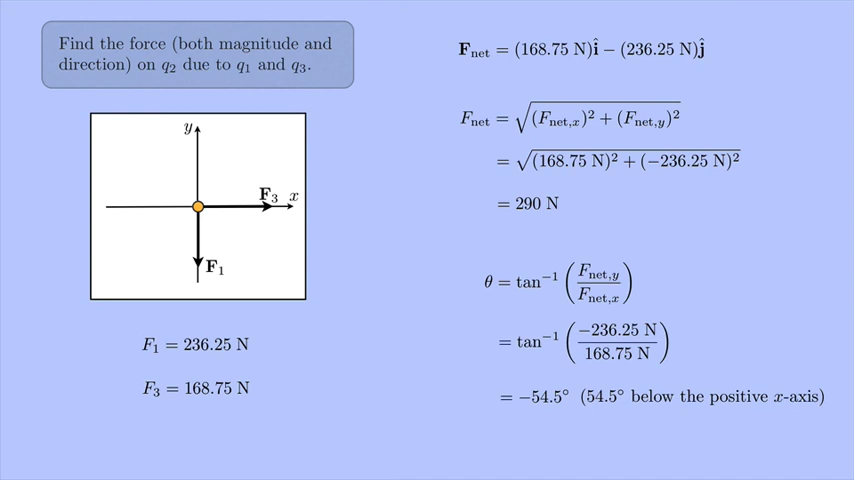 Find the force (both magnitude and
direction) on q₂ due to q₁ and q₃.
y
F₃ x
F₁
F₁ = 236.25 N
F₃ = 168.75 N
F_net = (168.75 N)î − (236.25 N)ĵ
F_net = √((F_net,x)² + (F_net,y)²)
= √((168.75 N)² + (−236.25 N)²)
= 290 N
θ = tan⁻¹ (F_net,y / F_net,x)
= tan⁻¹ (−236.25 N / 168.75 N)
= −54.5° (54.5° below the positive x-axis)